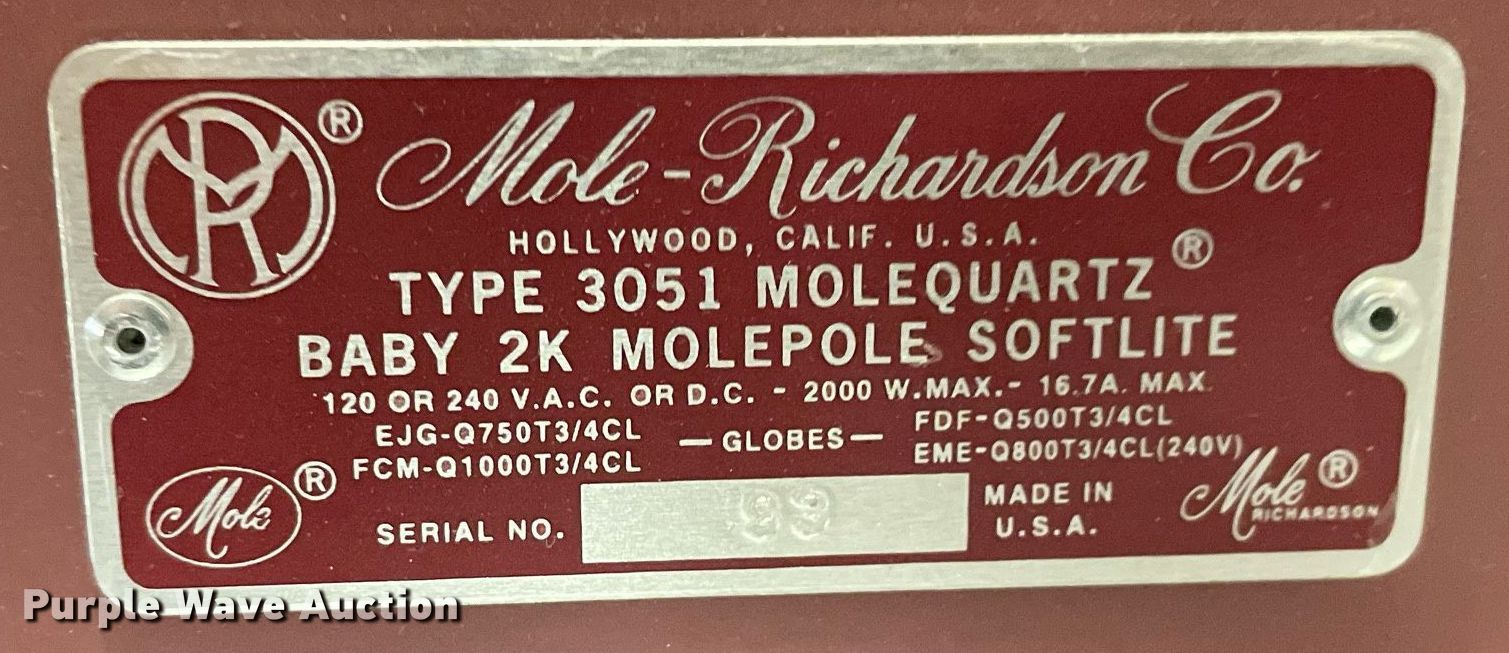 MR ®
Mole-Richardson Co.
HOLLYWOOD, CALIF. U.S.A.
TYPE 3051 MOLEQUARTZ ®
BABY 2K MOLEPOLE SOFTLITE
120 OR 240 V.A.C. OR D.C. - 2000 W.MAX.- 16.7A. MAX.
EJG-Q750T3/4CL — GLOBES — FDF-Q500T3/4CL
FCM-Q1000T3/4CL EME-Q800T3/4CL(240V)
Mole ®
SERIAL NO.
MADE IN
U.S.A.
Mole ®
RICHARDSON
Purple Wave Auction